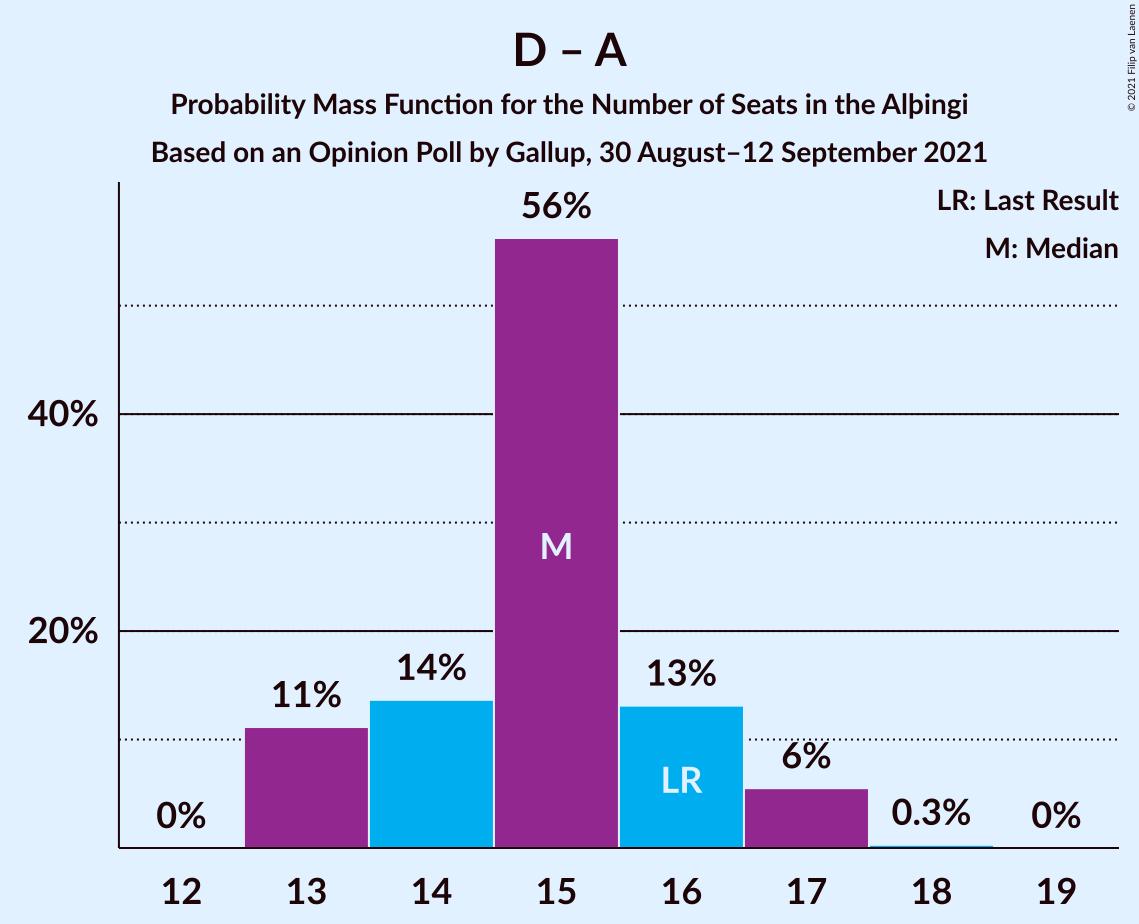 D – A
Probability Mass Function for the Number of Seats in the Alþingi
Based on an Opinion Poll by Gallup, 30 August–12 September 2021
© 2021 Filip van Laenen
LR: Last Result
M: Median
56%
40%
M
20%
14%
13%
11%
6%
LR
0%
0.3%
0%
12
13
14
15
16
17
18
19